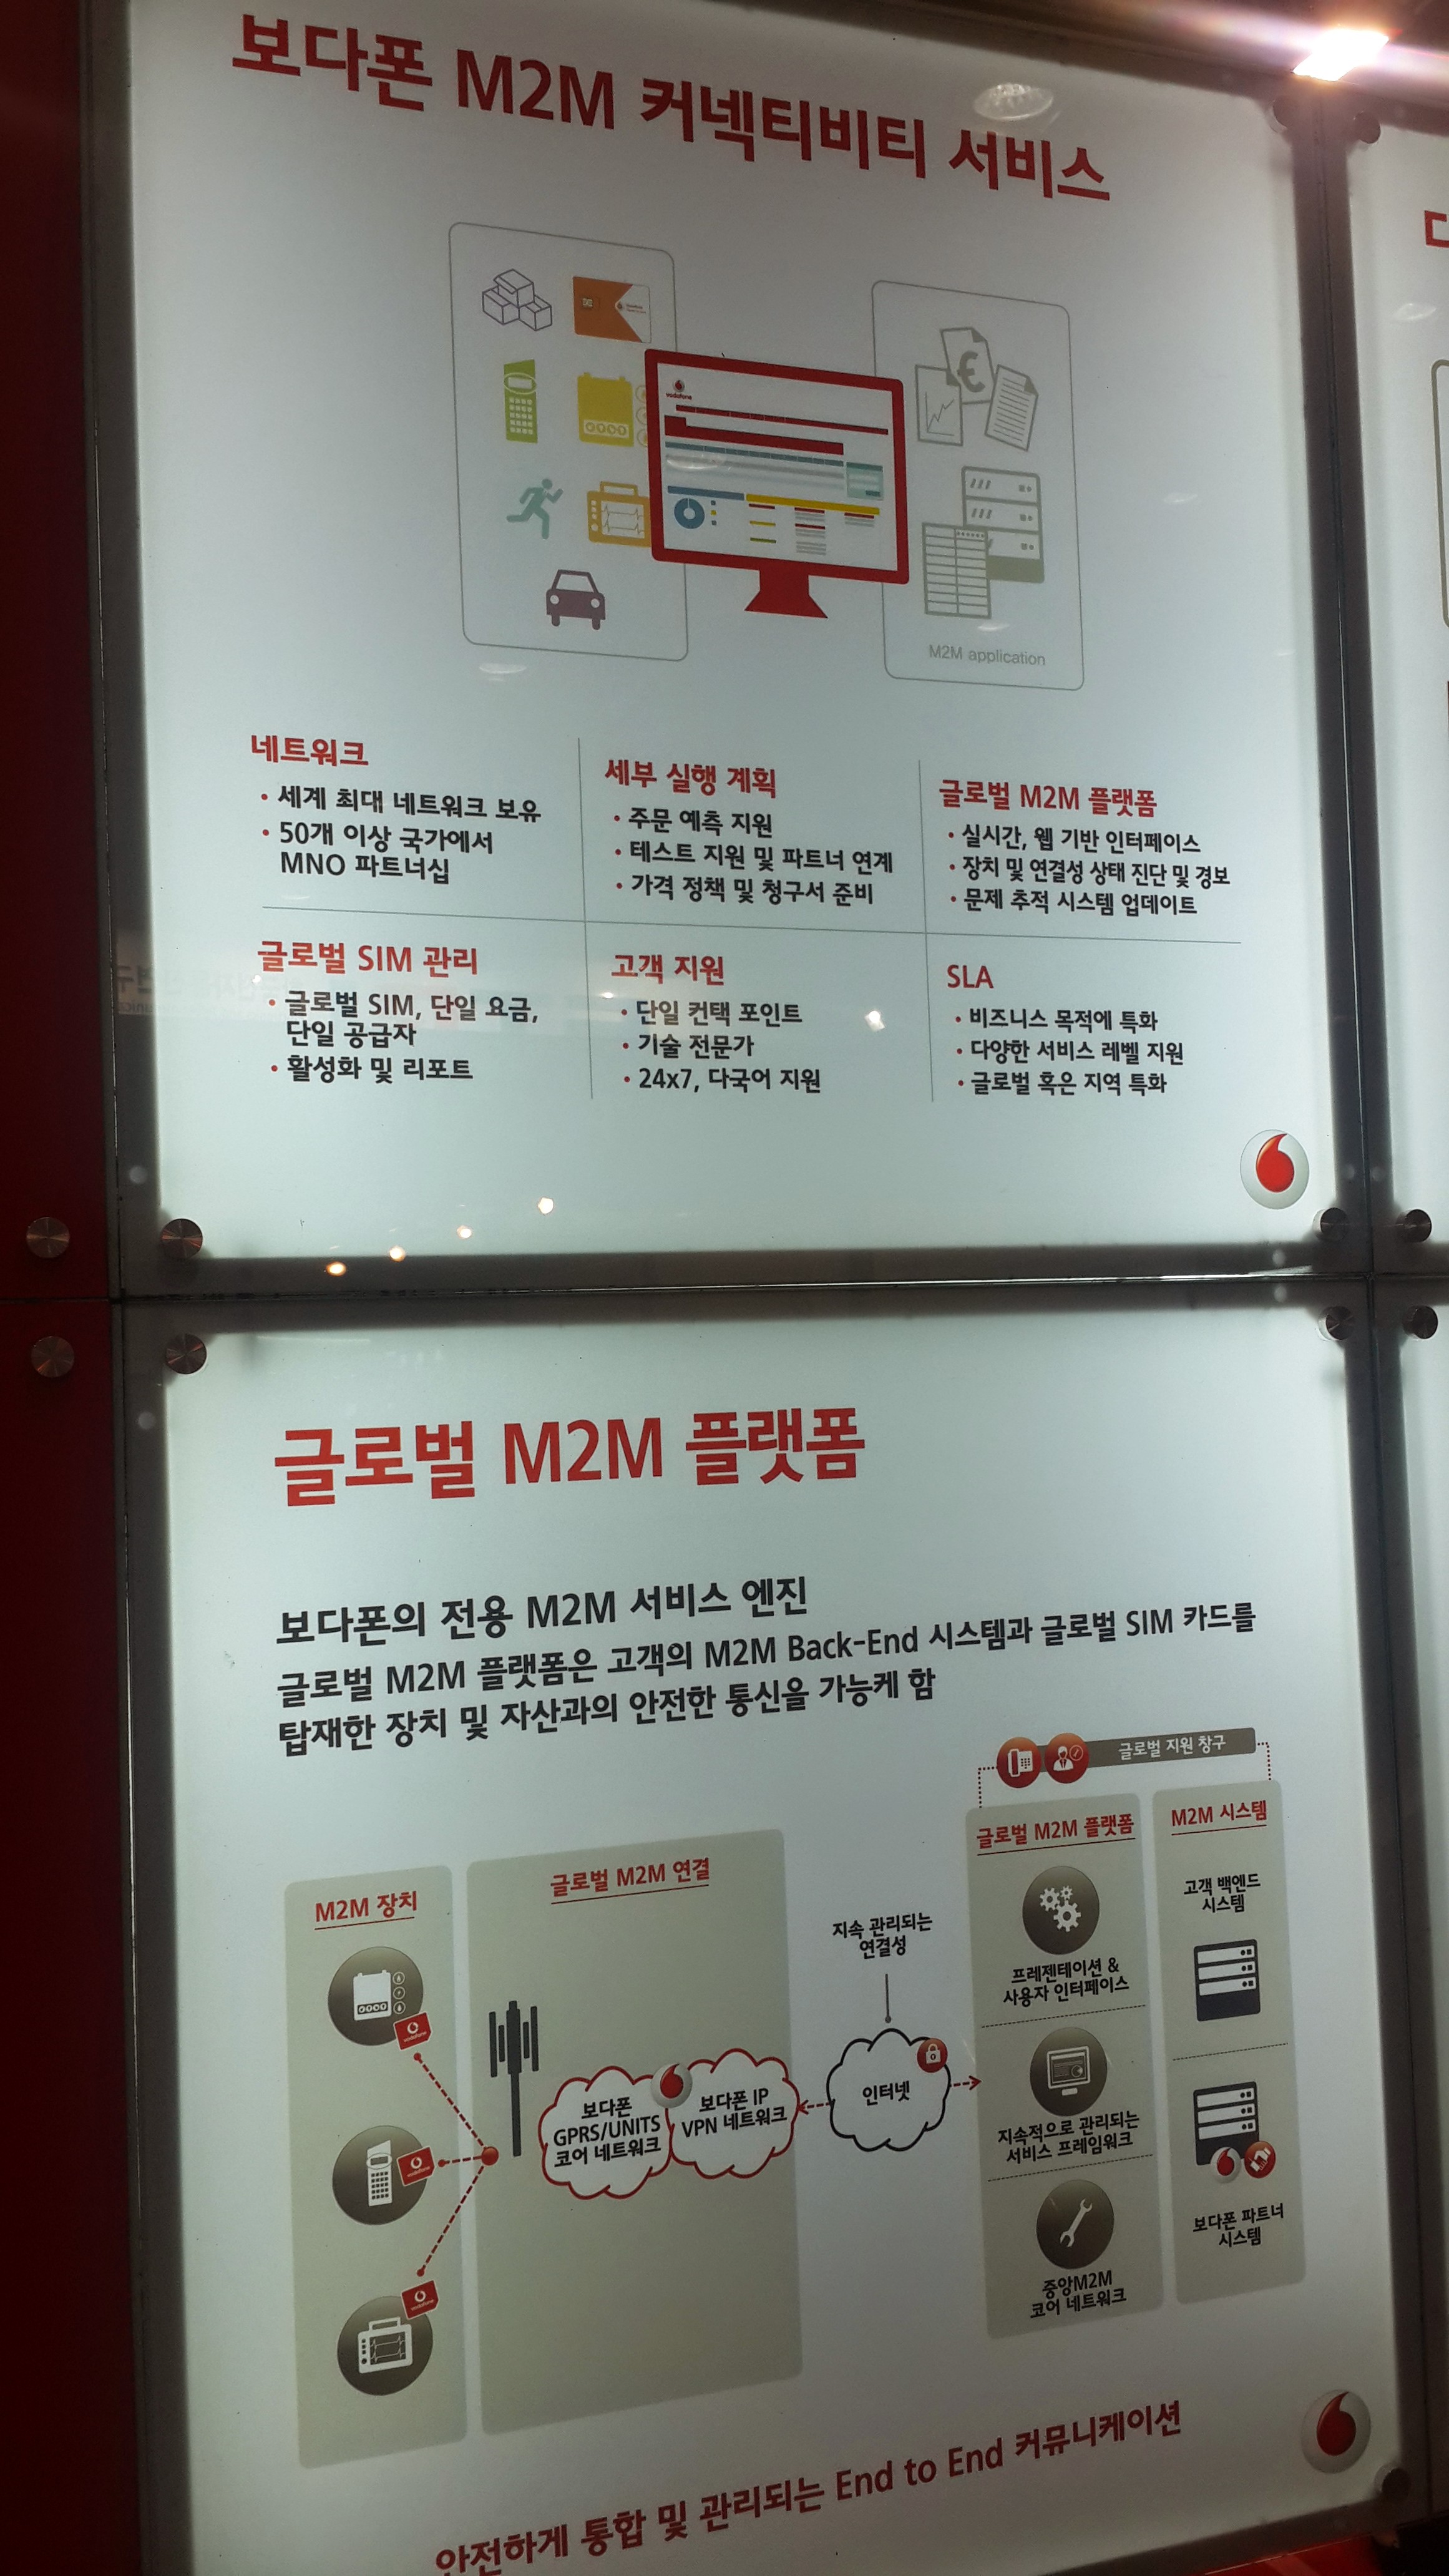 보다폰 M2M 커넥티비티 서비스
vodafone
M2M application
네트워크
• 세계 최대 네트워크 보유
• 50개 이상 국가에서
MNO 파트너십
세부 실행 계획
• 주문 예측 지원
• 테스트 지원 및 파트너 연계
• 가격 정책 및 청구서 준비
글로벌 M2M 플랫폼
• 실시간, 웹 기반 인터페이스
• 장치 및 연결성 상태 진단 및 경보
• 문제 추적 시스템 업데이트
글로벌 SIM 관리
• 글로벌 SIM, 단일 요금,
단일 공급자
• 활성화 및 리포트
고객 지원
• 단일 컨택 포인트
• 기술 전문가
• 24x7, 다국어 지원
SLA
• 비즈니스 목적에 특화
• 다양한 서비스 레벨 지원
• 글로벌 혹은 지역 특화
글로벌 M2M 플랫폼
보다폰의 전용 M2M 서비스 엔진
글로벌 M2M 플랫폼은 고객의 M2M Back-End 시스템과 글로벌 SIM 카드를
탑재한 장치 및 자산과의 안전한 통신을 가능케 함
글로벌 지원 창구
M2M 장치
vodafone
vodafone
vodafone
글로벌 M2M 연결
보다폰
GPRS/UNITS
코어 네트워크
보다폰 IP
VPN 네트워크
지속 관리되는
연결성
인터넷
글로벌 M2M 플랫폼
프레젠테이션 &
사용자 인터페이스
지속적으로 관리되는
서비스 프레임워크
중앙M2M
코어 네트워크
M2M 시스템
고객 백엔드
시스템
보다폰 파트너
시스템
안전하게 통합 및 관리되는 End to End 커뮤니케이션